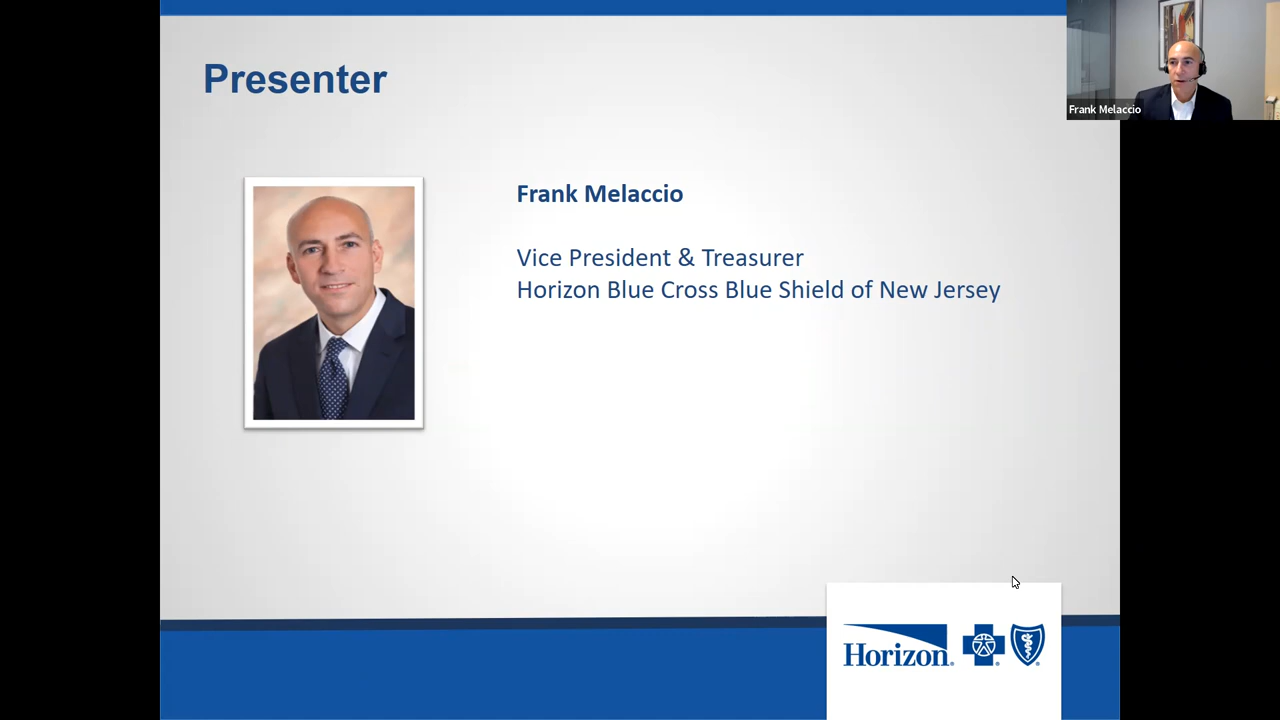 Presenter
Frank Melaccio
Frank Melaccio
Vice President & Treasurer
Horizon Blue Cross Blue Shield of New Jersey
Horizon